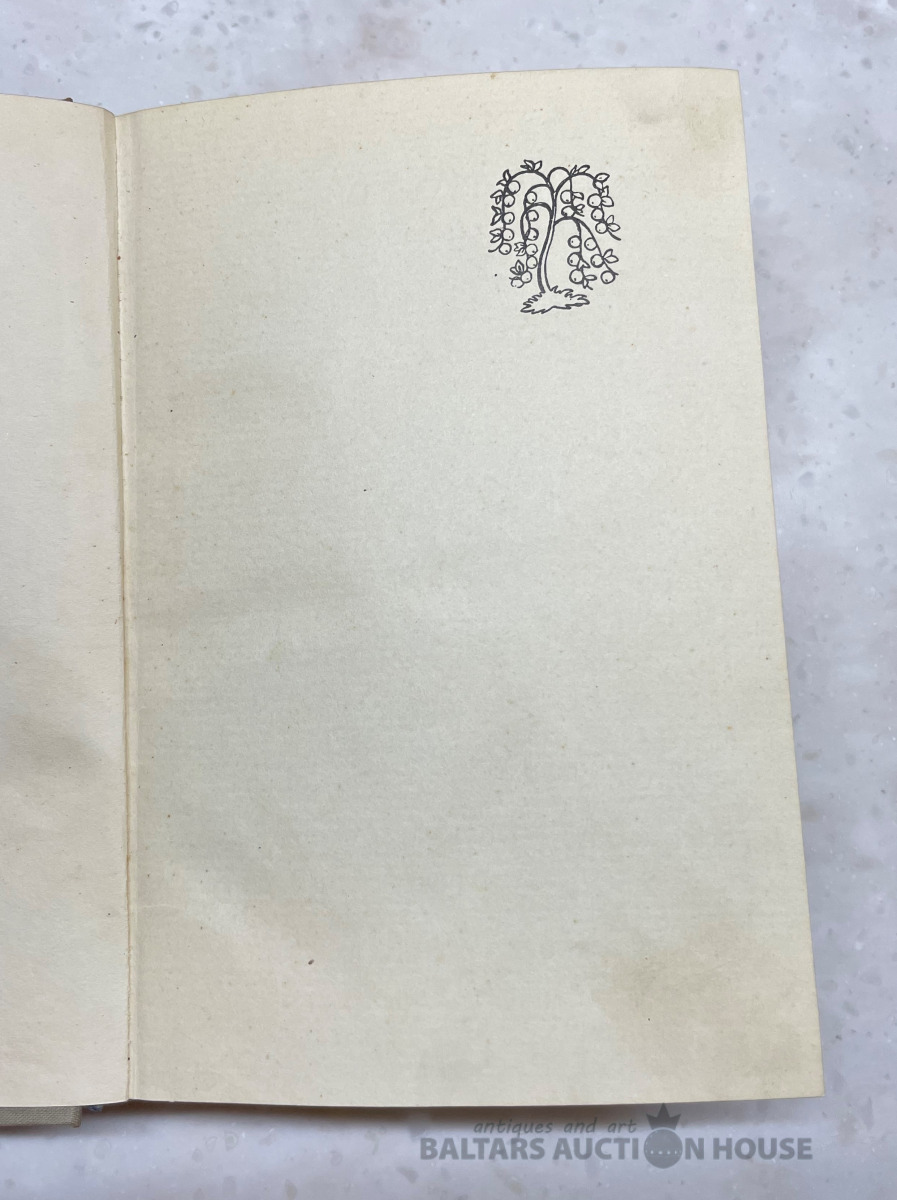 antiques and art
BALTARS AUCTION HOUSE